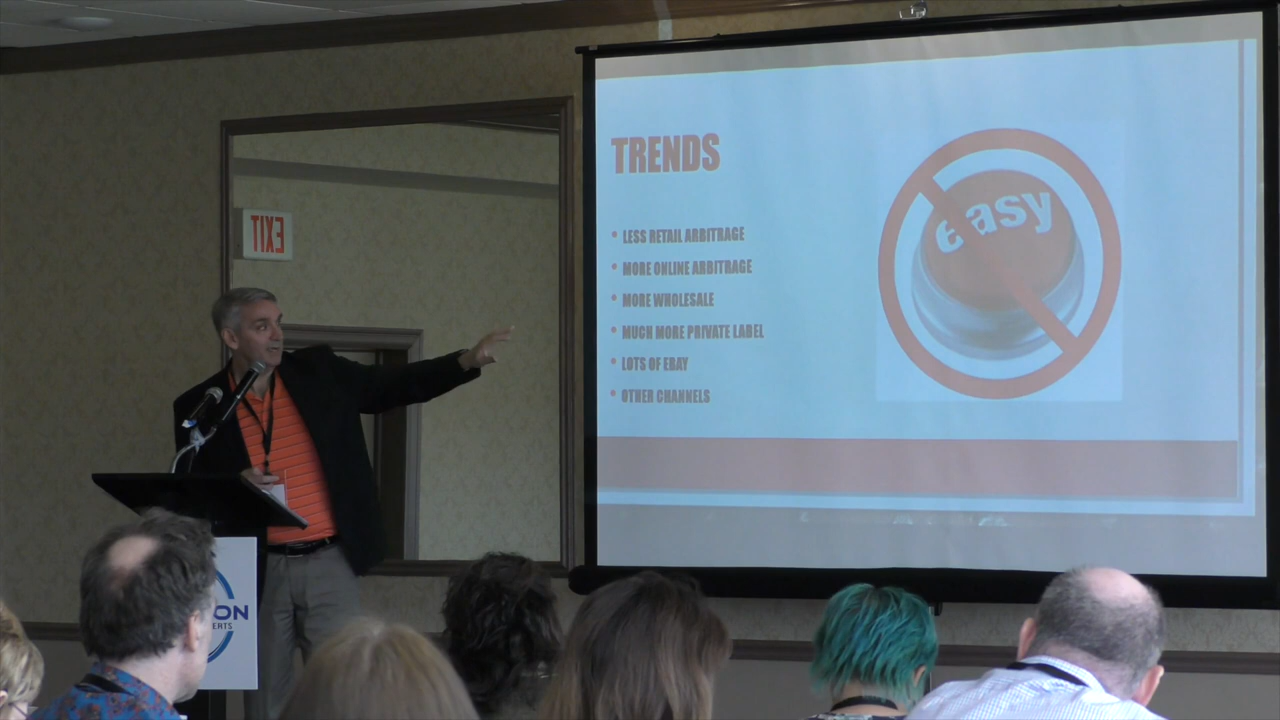 TRENDS
• LESS RETAIL ARBITRAGE
• MORE ONLINE ARBITRAGE
• MORE WHOLESALE
• MUCH MORE PRIVATE LABEL
• LOTS OF EBAY
• OTHER CHANNELS
easy
EXIT